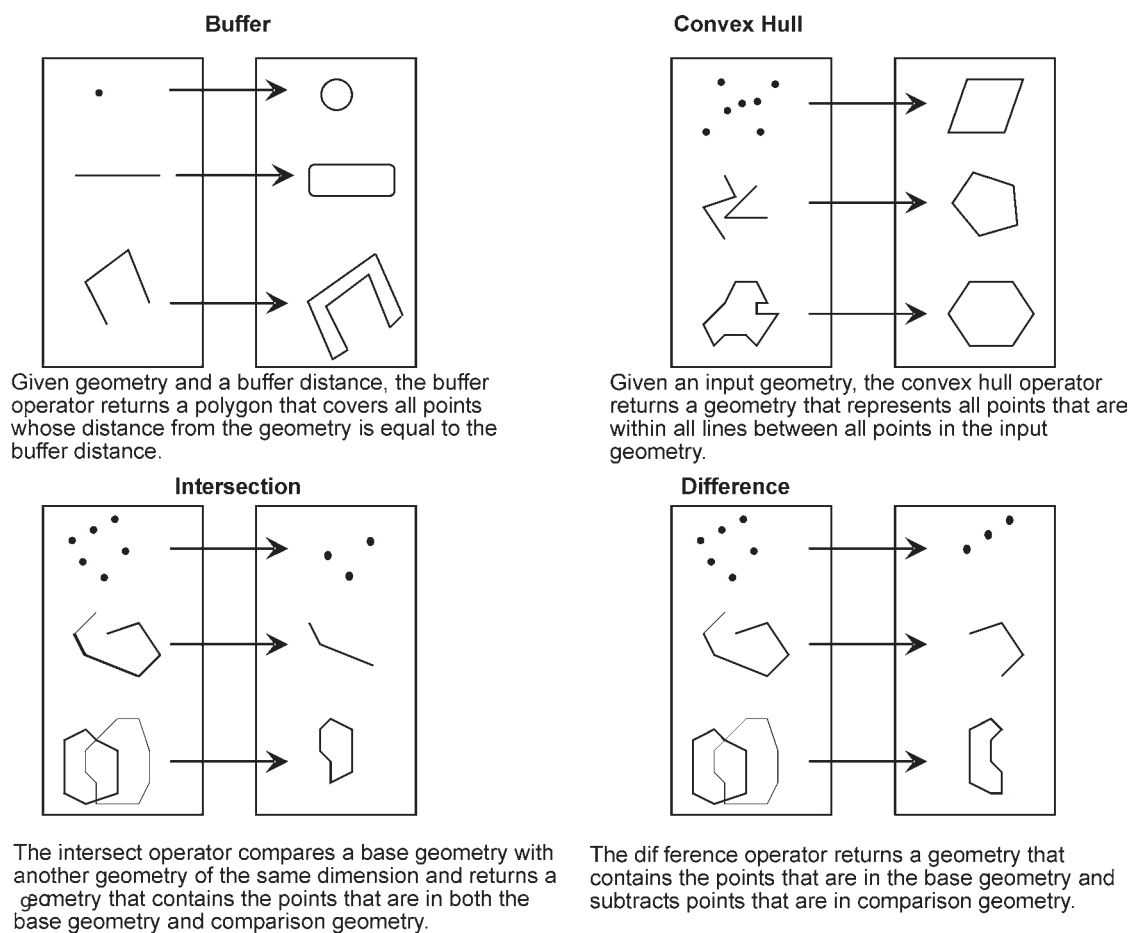 Buffer
Convex Hull
Given geometry and a buffer distance, the buffer
operator returns a polygon that covers all points
whose distance from the geometry is equal to the
buffer distance.
Given an input geometry, the convex hull operator
returns a geometry that represents all points that are
within all lines between all points in the input
geometry.
Intersection
Difference
The intersect operator compares a base geometry with
another geometry of the same dimension and returns a
geometry that contains the points that are in both the
base geometry and comparison geometry.
The dif ference operator returns a geometry that
contains the points that are in the base geometry and
subtracts points that are in comparison geometry.